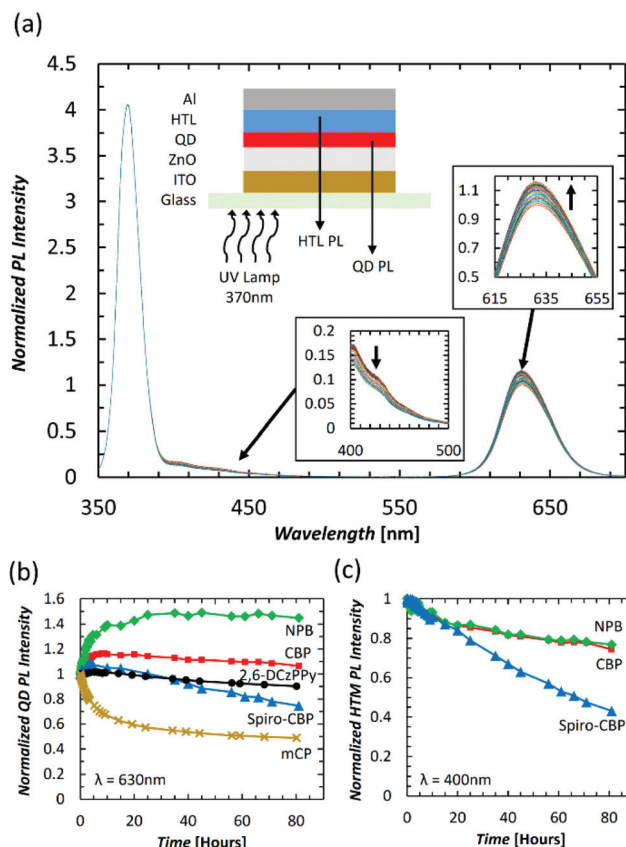 (a)
Normalized PL Intensity
4.5
4
3.5
3
2.5
2
1.5
1
0.5
0
350
450
550
650
Wavelength [nm]
Al
HTL
QD
ZnO
ITO
Glass
UV Lamp
370nm
HTL PL
QD PL
0.2
0.15
0.1
0.05
0
400
500
1.1
0.9
0.7
0.5
615
635
655
(b)
Normalized QD PL Intensity
1.6
1.4
1.2
1
0.8
0.6
0.4
0.2
0
0
20
40
60
80
Time [Hours]
NPB
CBP
2,6-DCzPPy
Spiro-CBP
mCP
λ = 630nm
(c)
Normalized HTM PL Intensity
1
0.8
0.6
0.4
0.2
0
0
20
40
60
80
Time [Hours]
NPB
CBP
Spiro-CBP
λ = 400nm